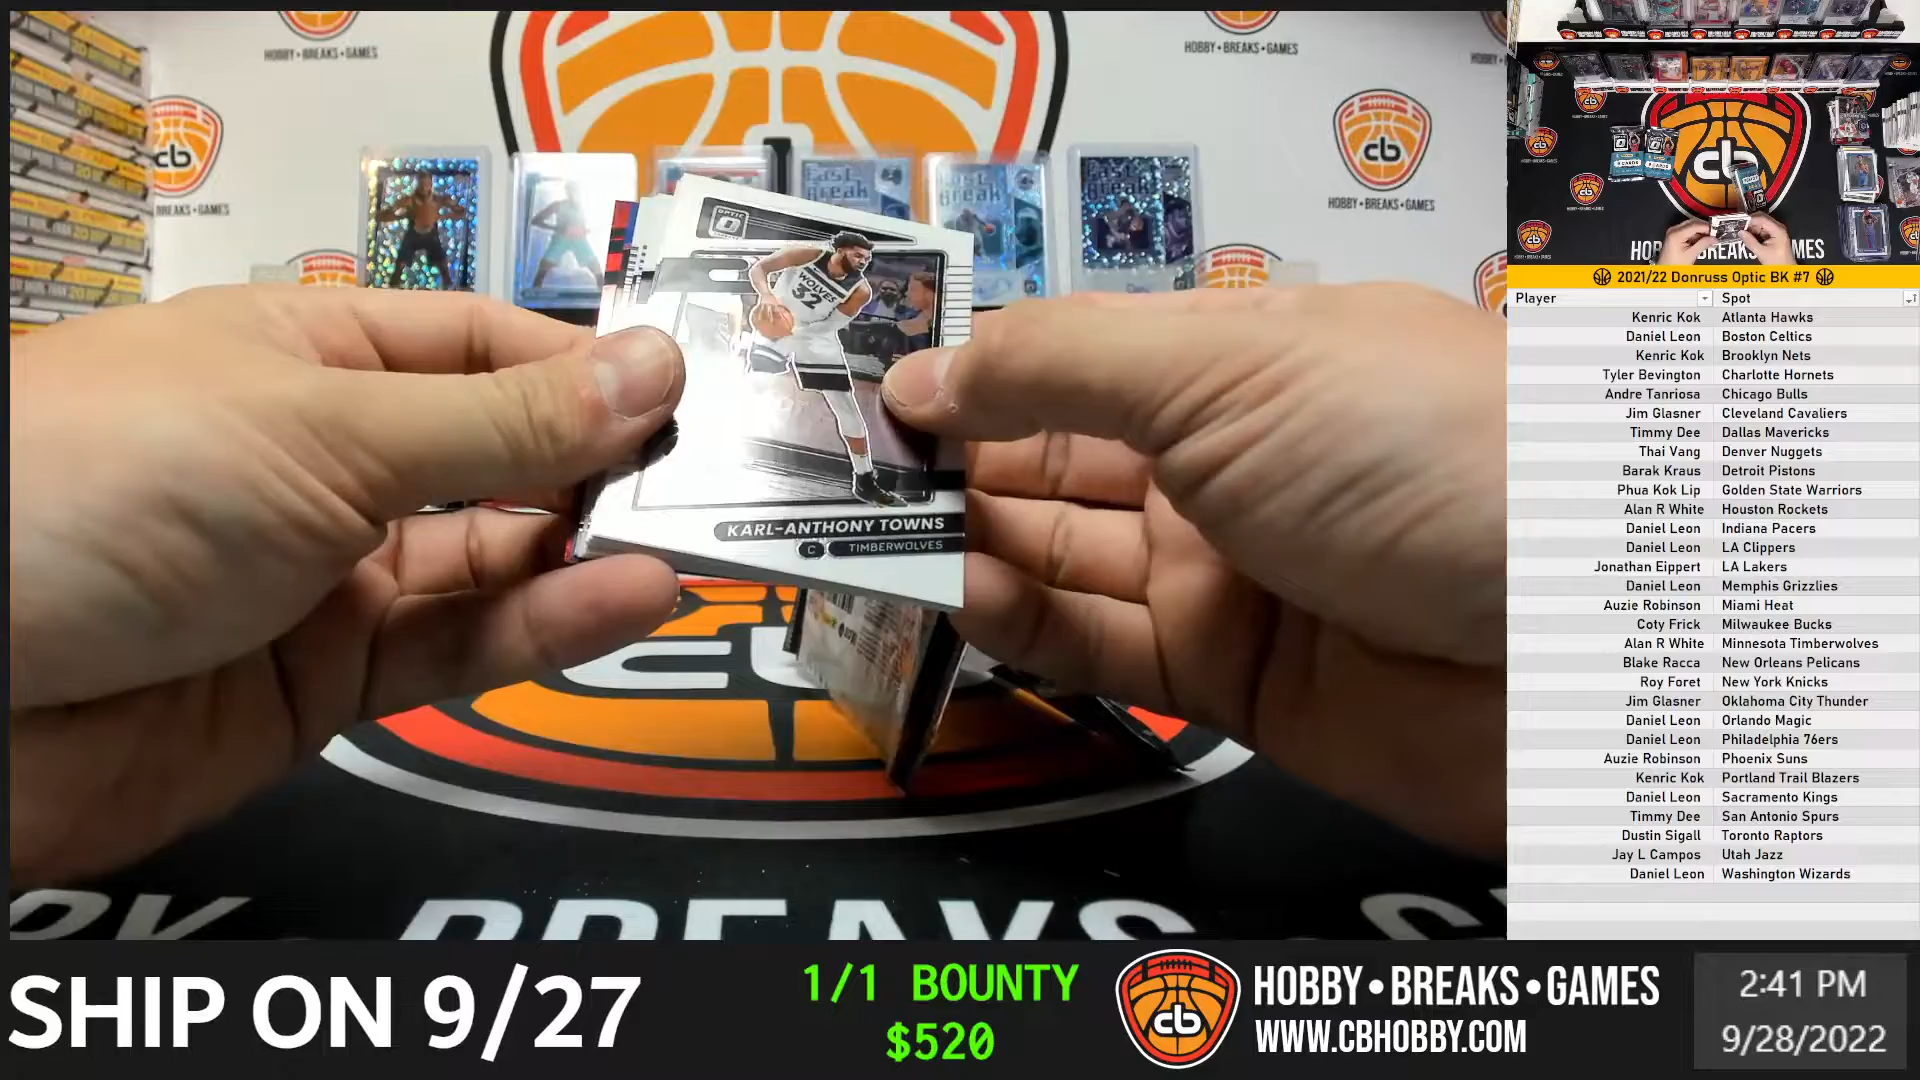 HOBBY • BREAKS • GAMES
HOBBY • BREAKS • GAMES
HOBBY • BREAKS • GAMES
BREAKS • GAMES
cb
cb
Fast Break
OPTIC
WOLVES
32
KARL-ANTHONY TOWNS
C TIMBERWOLVES
BREAKS
cb
2021/22 Donruss Optic BK #7
Player Spot
Kenric Kok Atlanta Hawks
Daniel Leon Boston Celtics
Kenric Kok Brooklyn Nets
Tyler Bevington Charlotte Hornets
Andre Tanriosa Chicago Bulls
Jim Glasner Cleveland Cavaliers
Timmy Dee Dallas Mavericks
Thai Vang Denver Nuggets
Barak Kraus Detroit Pistons
Phua Kok Lip Golden State Warriors
Alan R White Houston Rockets
Daniel Leon Indiana Pacers
Daniel Leon LA Clippers
Jonathan Eippert LA Lakers
Daniel Leon Memphis Grizzlies
Auzie Robinson Miami Heat
Coty Frick Milwaukee Bucks
Alan R White Minnesota Timberwolves
Blake Racca New Orleans Pelicans
Roy Foret New York Knicks
Jim Glasner Oklahoma City Thunder
Daniel Leon Orlando Magic
Daniel Leon Philadelphia 76ers
Auzie Robinson Phoenix Suns
Kenric Kok Portland Trail Blazers
Daniel Leon Sacramento Kings
Timmy Dee San Antonio Spurs
Dustin Sigall Toronto Raptors
Jay L Campos Utah Jazz
Daniel Leon Washington Wizards
SHIP ON 9/27
1/1 BOUNTY
$520
cb
HOBBY • BREAKS • GAMES
WWW.CBHOBBY.COM
2:41 PM
9/28/2022